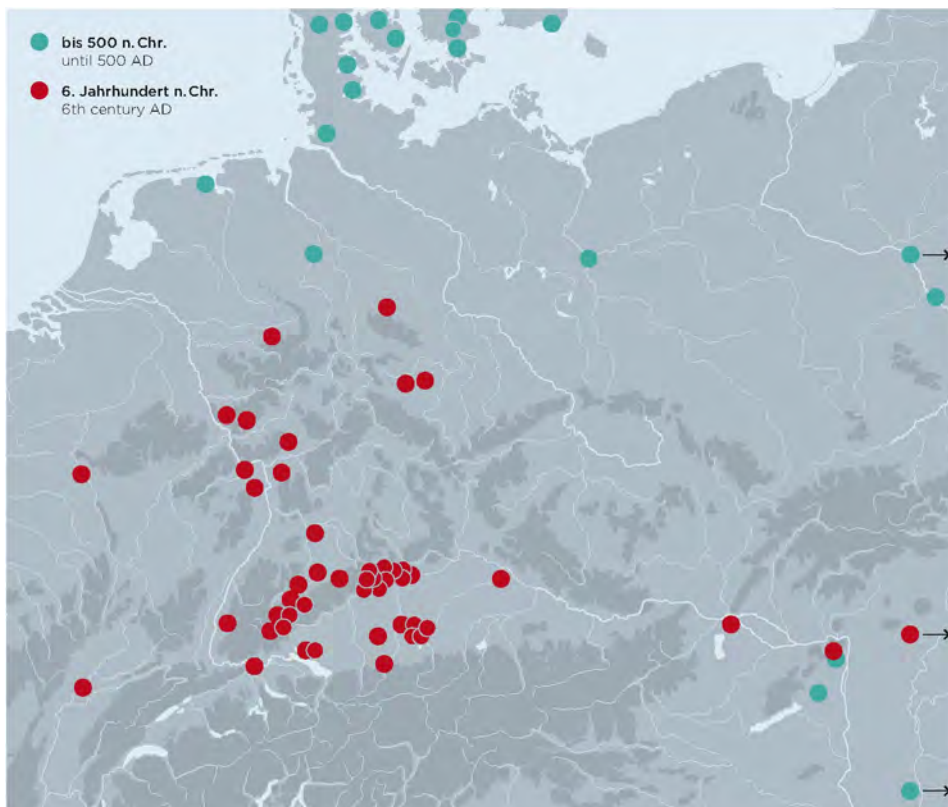 bis 500 n. Chr.
until 500 AD
6. Jahrhundert n. Chr.
6th century AD